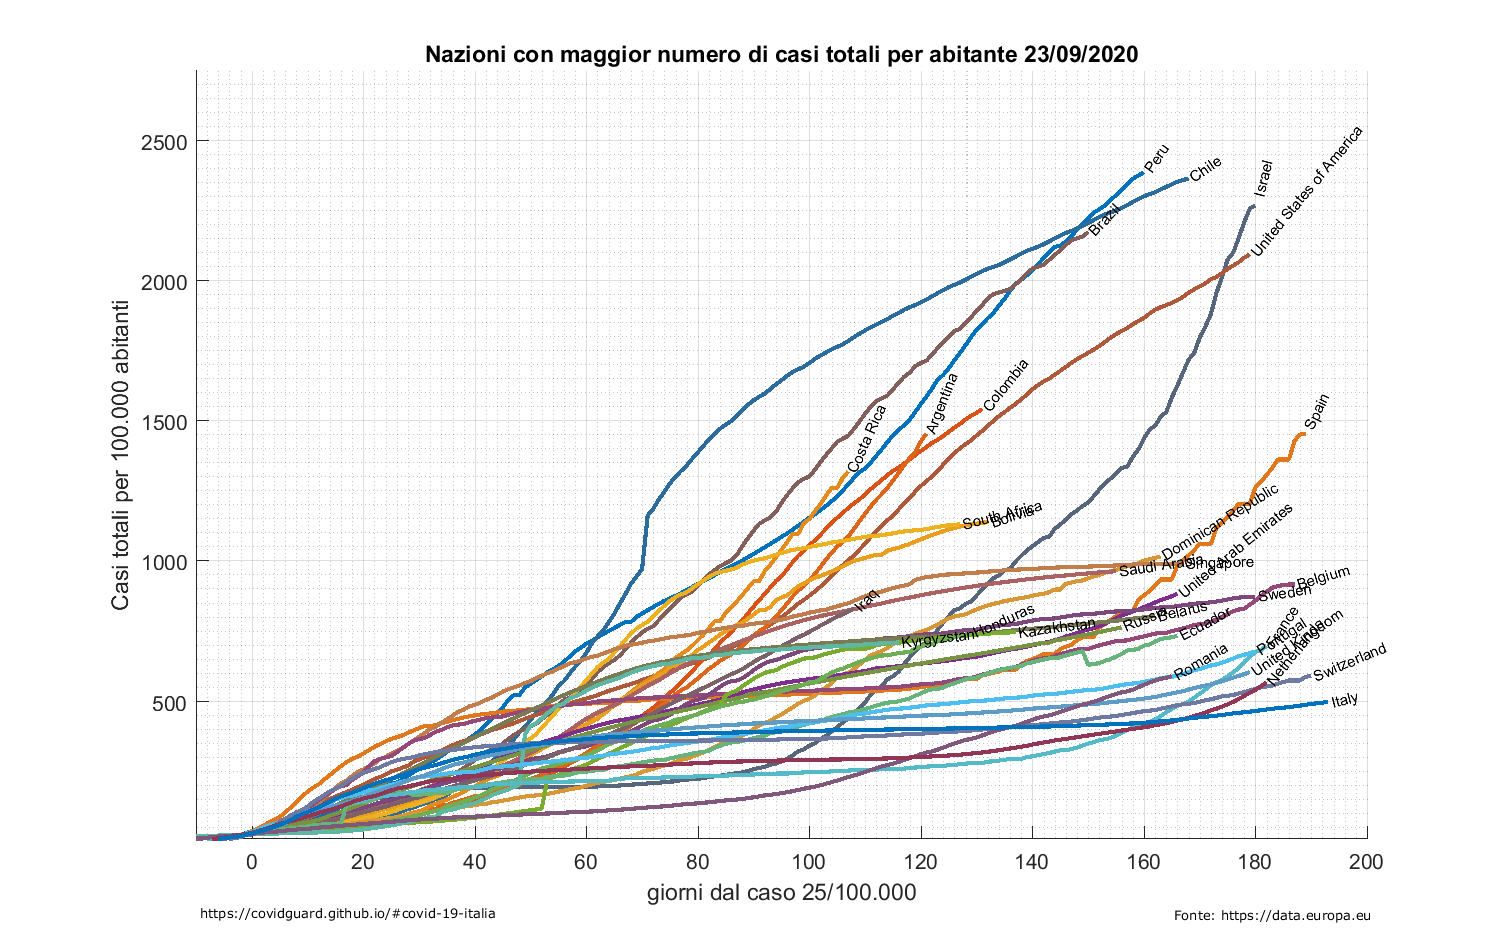 Nazioni con maggior numero di casi totali per abitante 23/09/2020
Casi totali per 100.000 abitanti
2500
2000
1500
1000
500
Peru
Chile
Brazil
Israel
United States of America
Costa Rica
Argentina
Colombia
Spain
South Africa
Bolivia
Dominican Republic
Saudi Arabia
Singapore
United Arab Emirates
Iraq
Belgium
Sweden
Kyrgyzstan
Honduras
Kazakhstan
Russia
Belarus
Ecuador
France
Portugal
United Kingdom
Netherlands
Romania
Switzerland
Italy
0 20 40 60 80 100 120 140 160 180 200
giorni dal caso 25/100.000
https://covidguard.github.io/#covid-19-italia
Fonte: https://data.europa.eu